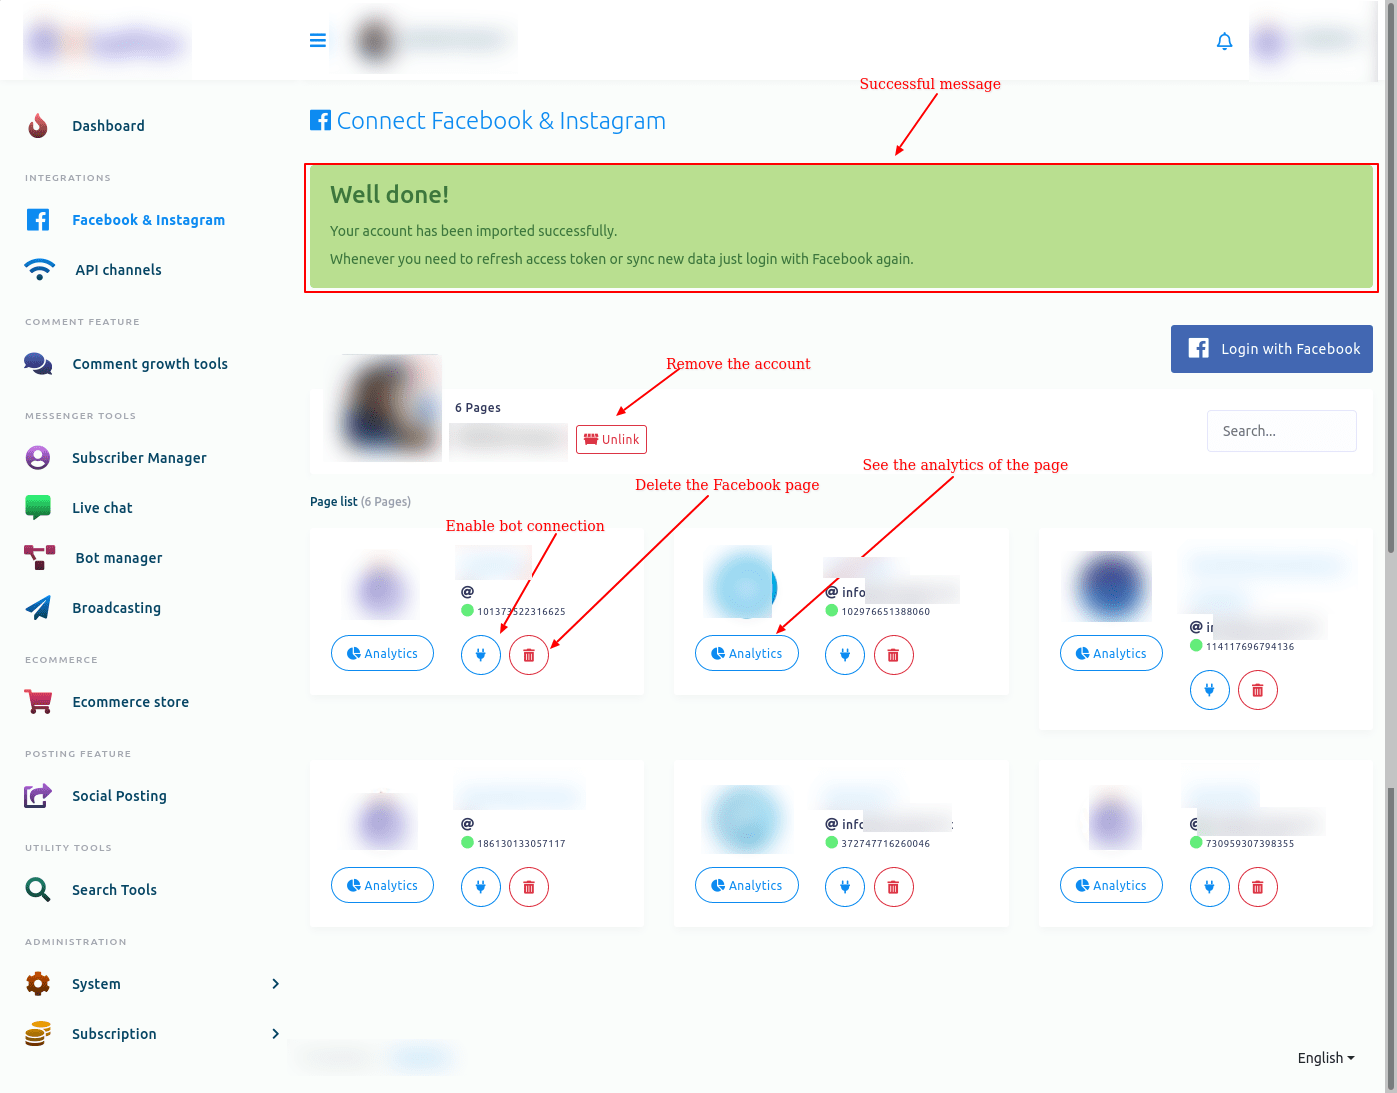 Successful message
Dashboard
Connect Facebook & Instagram
INTEGRATIONS
Well done!
Facebook & Instagram
Your account has been imported successfully.
Whenever you need to refresh access token or sync new data just login with Facebook again.
API channels
COMMENT FEATURE
Login with Facebook
Comment growth tools
Remove the account
6 Pages
MESSENGER TOOLS
Unlink
Search...
Subscriber Manager
See the analytics of the page
Delete the Facebook page
Page list (6 Pages)
Live chat
Enable bot connection
Bot manager
@
@ info
101373522316625
102976651388060
Broadcasting
@
114117696794136
Analytics
Analytics
Analytics
ECOMMERCE
Ecommerce store
POSTING FEATURE
Social Posting
@
@ info
@
186130133057117
372747716260046
730959307398355
UTILITY TOOLS
Analytics
Analytics
Analytics
Search Tools
ADMINISTRATION
System
Subscription
English